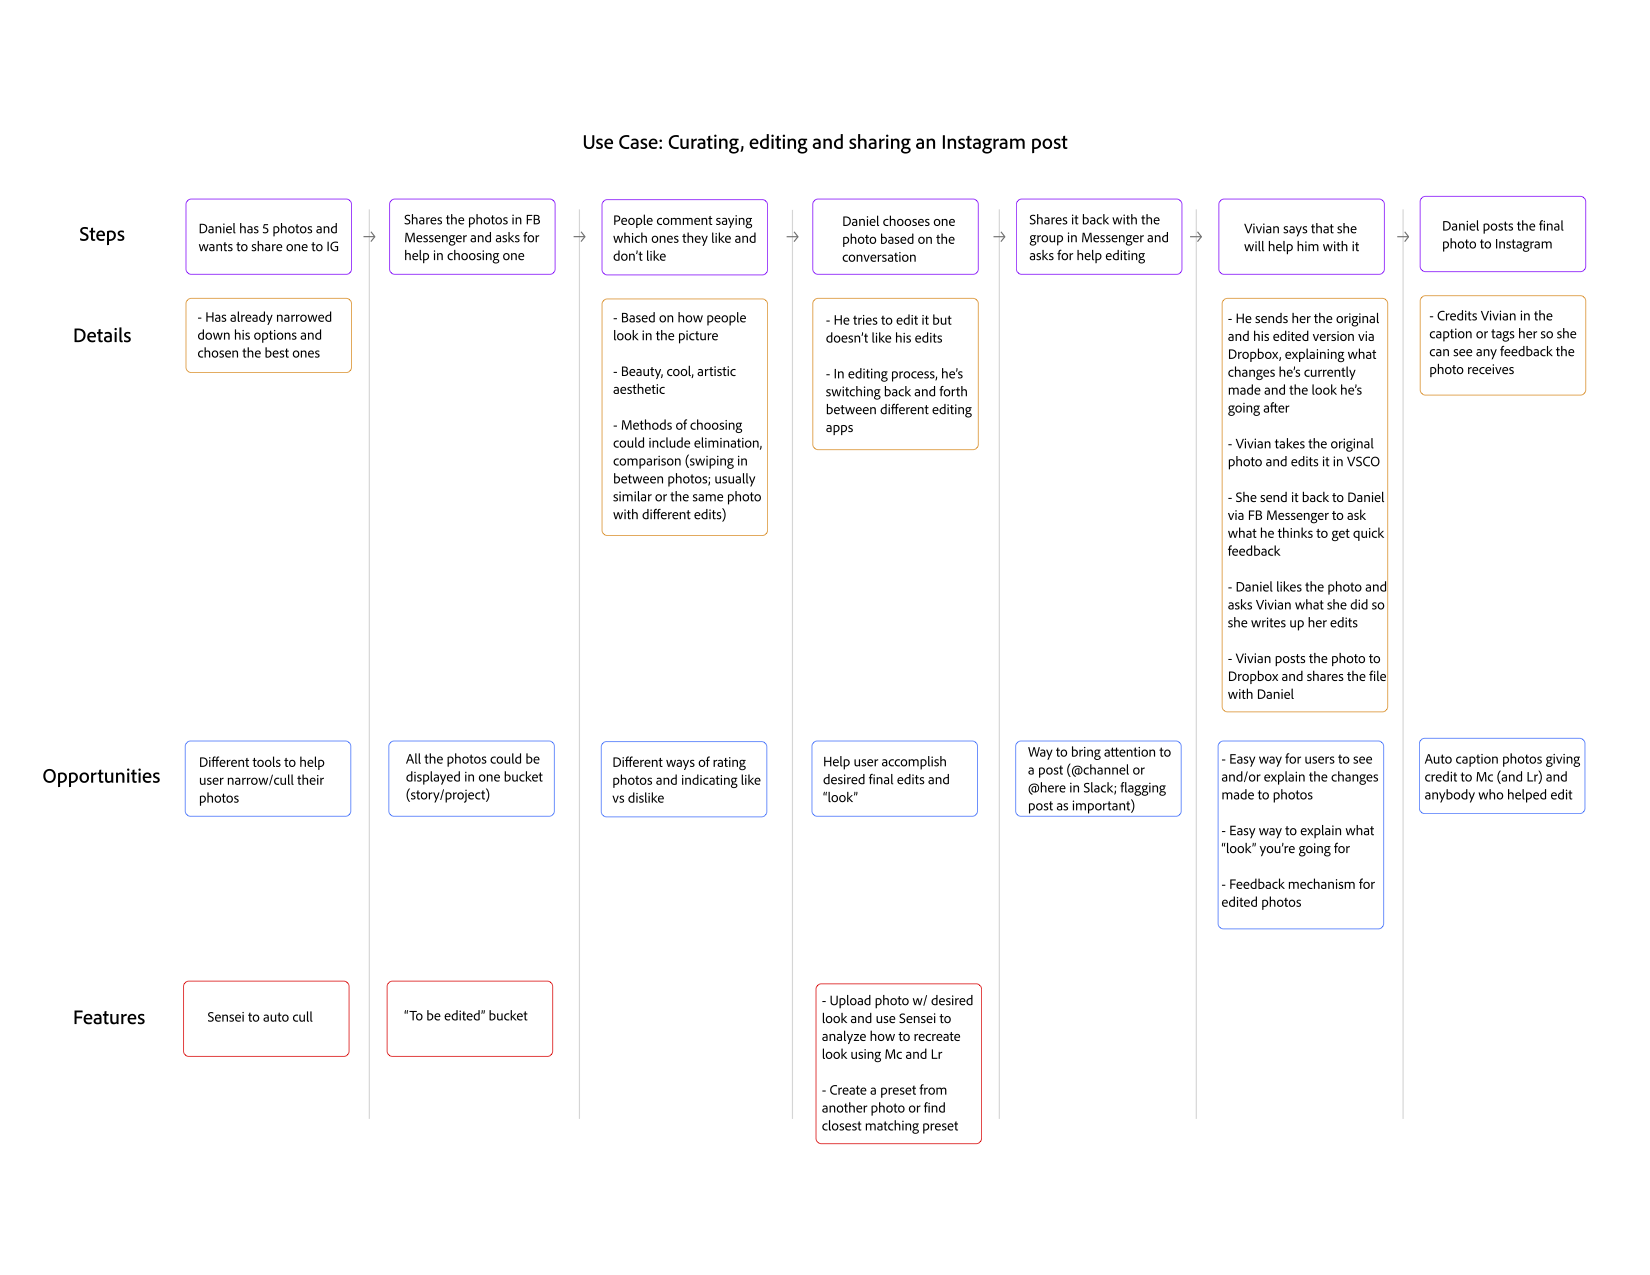 Use Case: Curating, editing and sharing an Instagram post
Steps
Daniel has 5 photos and
wants to share one to IG
Shares the photos in FB
Messenger and asks for
help in choosing one
People comment saying
which ones they like and
don't like
Daniel chooses one
photo based on the
conversation
Shares it back with the
group in Messenger and
asks for help editing
Vivian says that she
will help him with it
Daniel posts the final
photo to Instagram
Details
- Has already narrowed
down his options and
chosen the best ones
- Based on how people
look in the picture
- Beauty, cool, artistic
aesthetic
- Methods of choosing
could include elimination,
comparison (swiping in
between photos; usually
similar or the same photo
with different edits)
- He tries to edit it but
doesn't like his edits
- In editing process, he's
switching back and forth
between different editing
apps
- He sends her the original
and his edited version via
Dropbox, explaining what
changes he's currently
made and the look he's
going after
- Vivian takes the original
photo and edits it in VSCO
- She send it back to Daniel
via FB Messenger to ask
what he thinks to get quick
feedback
- Daniel likes the photo and
asks Vivian what she did so
she writes up her edits
- Vivian posts the photo to
Dropbox and shares the file
with Daniel
- Credits Vivian in the
caption or tags her so she
can see any feedback the
photo receives
Opportunities
Different tools to help
user narrow/cull their
photos
All the photos could be
displayed in one bucket
(story/project)
Different ways of rating
photos and indicating like
vs dislike
Help user accomplish
desired final edits and
"look"
Way to bring attention to
a post (@channel or
@here in Slack; flagging
post as important)
- Easy way for users to see
and/or explain the changes
made to photos
- Easy way to explain what
"look" you're going for
- Feedback mechanism for
edited photos
Auto caption photos giving
credit to Mc (and Lr) and
anybody who helped edit
Features
Sensei to auto cull
"To be edited" bucket
- Upload photo w/ desired
look and use Sensei to
analyze how to recreate
look using Mc and Lr
- Create a preset from
another photo or find
closest matching preset